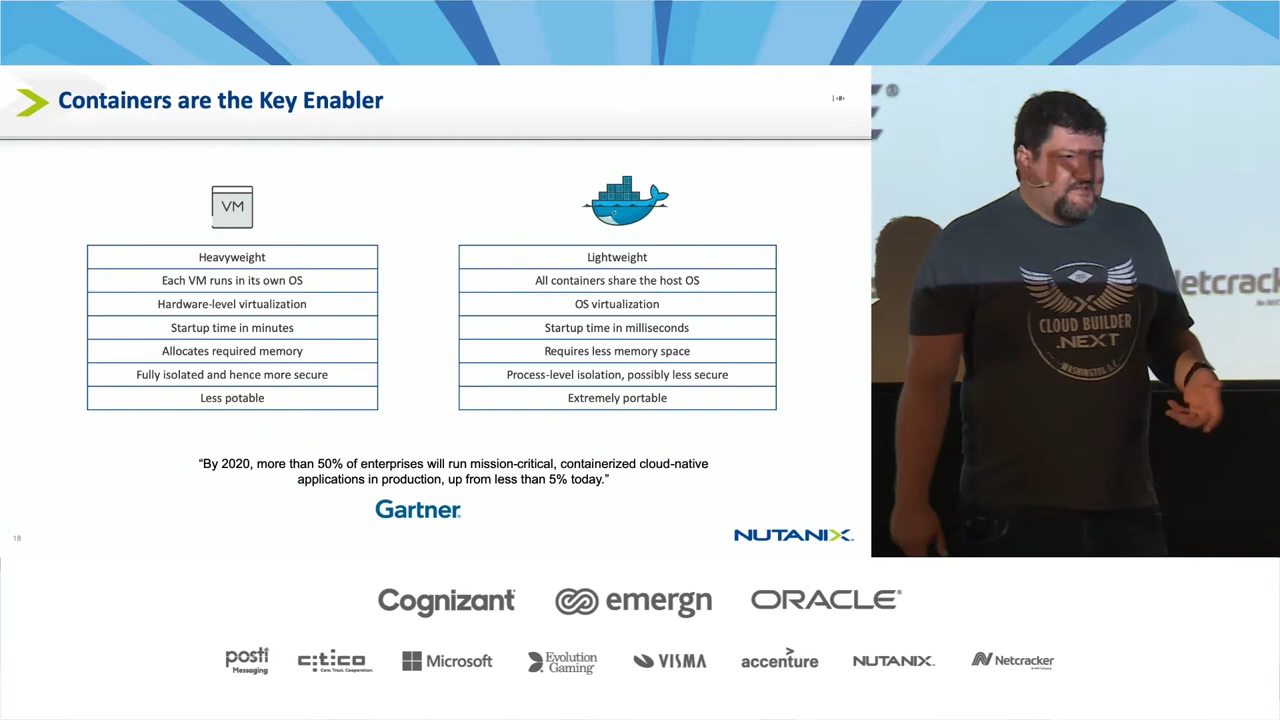 Containers are the Key Enabler
VM
Heavyweight
Each VM runs in its own OS
Hardware-level virtualization
Startup time in minutes
Allocates required memory
Fully isolated and hence more secure
Less potable
Lightweight
All containers share the host OS
OS virtualization
Startup time in milliseconds
Requires less memory space
Process-level isolation, possibly less secure
Extremely portable
“By 2020, more than 50% of enterprises will run mission-critical, containerized cloud-native
applications in production, up from less than 5% today.”
Gartner
18
NUTANIX
E®
Netcracker
CLOUD BUILDER
.NEXT
WASHINGTON D.C.
Cognizant
emergn
ORACLE®
posti Messaging
citco
Care. Trust. Cooperation.
Microsoft
Evolution
Gaming
VISMA
accenture
NUTANIX
Netcracker